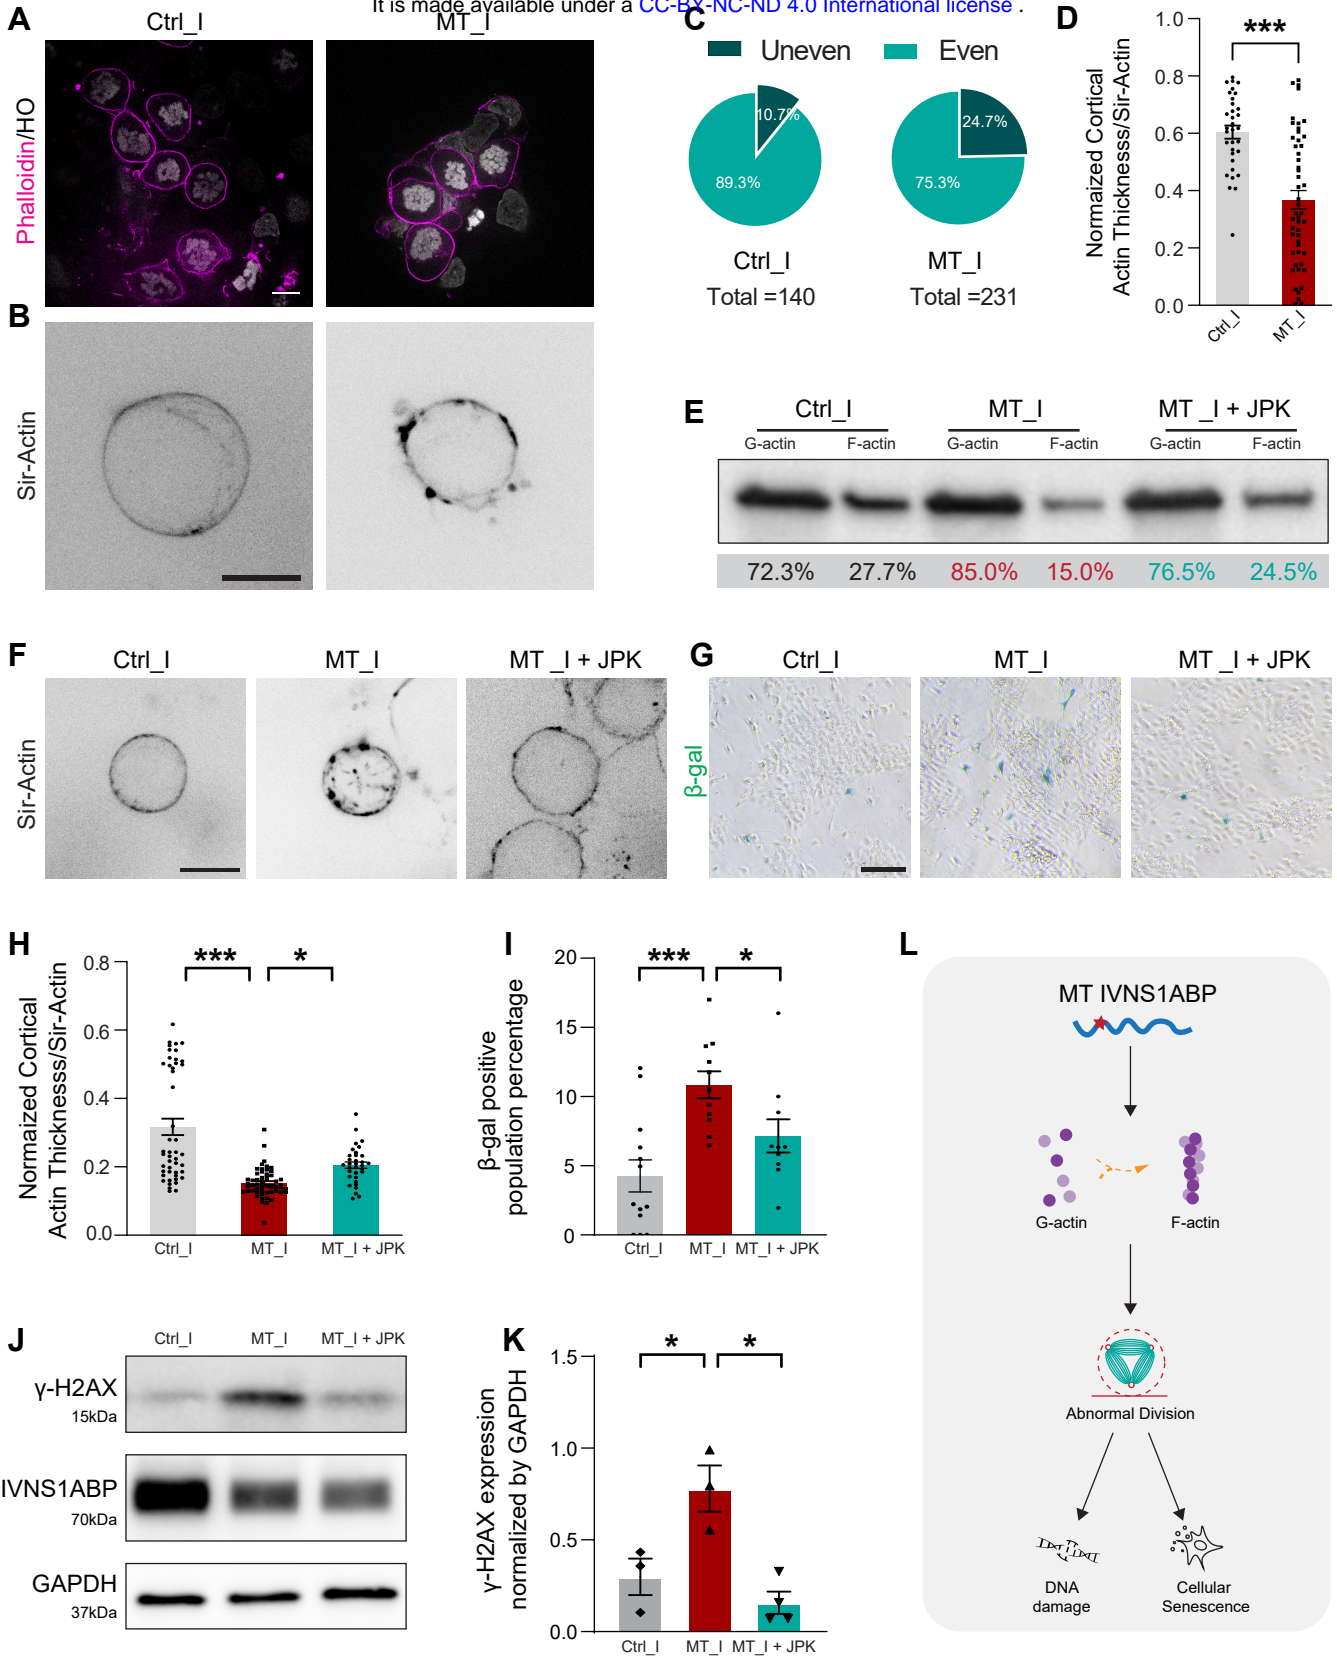 It is made available under a CC-BY-NC-ND 4.0 International license .
A
Ctrl_I
MT_I
Phalloidin/HO
B
Sir-Actin
C
Uneven
Even
10.7%
89.3%
24.7%
75.3%
Ctrl_I
Total =140
MT_I
Total =231
D
Normaized Cortical
Actin Thicknesss/Sir-Actin
1.0
0.8
0.6
0.4
0.2
0.0
***
Ctrl_I
MT_I
E
Ctrl_I
MT_I
MT _I + JPK
G-actin
F-actin
G-actin
F-actin
G-actin
F-actin
72.3%
27.7%
85.0%
15.0%
76.5%
24.5%
F
Ctrl_I
MT_I
MT _I + JPK
Sir-Actin
G
Ctrl_I
MT_I
MT _I + JPK
β-gal
H
Normaized Cortical
Actin Thicknesss/Sir-Actin
0.8
0.6
0.4
0.2
0.0
***
*
Ctrl_I
MT_I
MT_I + JPK
I
β-gal positive
population percentage
20
15
10
5
0
***
*
Ctrl_I
MT_I
MT_I + JPK
J
Ctrl_I
MT_I
MT_I + JPK
γ-H2AX
15kDa
IVNS1ABP
70kDa
GAPDH
37kDa
K
γ-H2AX expression
normalized by GAPDH
1.5
1.0
0.5
0.0
*
*
Ctrl_I
MT_I
MT_I + JPK
L
MT IVNS1ABP
G-actin
F-actin
Abnormal Division
DNA
damage
Cellular
Senescence